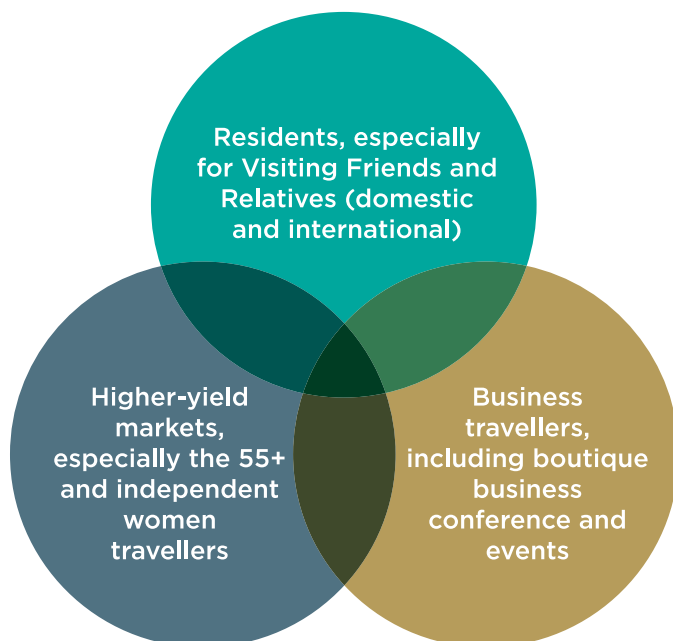 Residents, especially
for Visiting Friends and
Relatives (domestic
and international)
Higher-yield
markets,
especially the 55+
and independent
women
travellers
Business
travellers,
including boutique
business
conference and
events